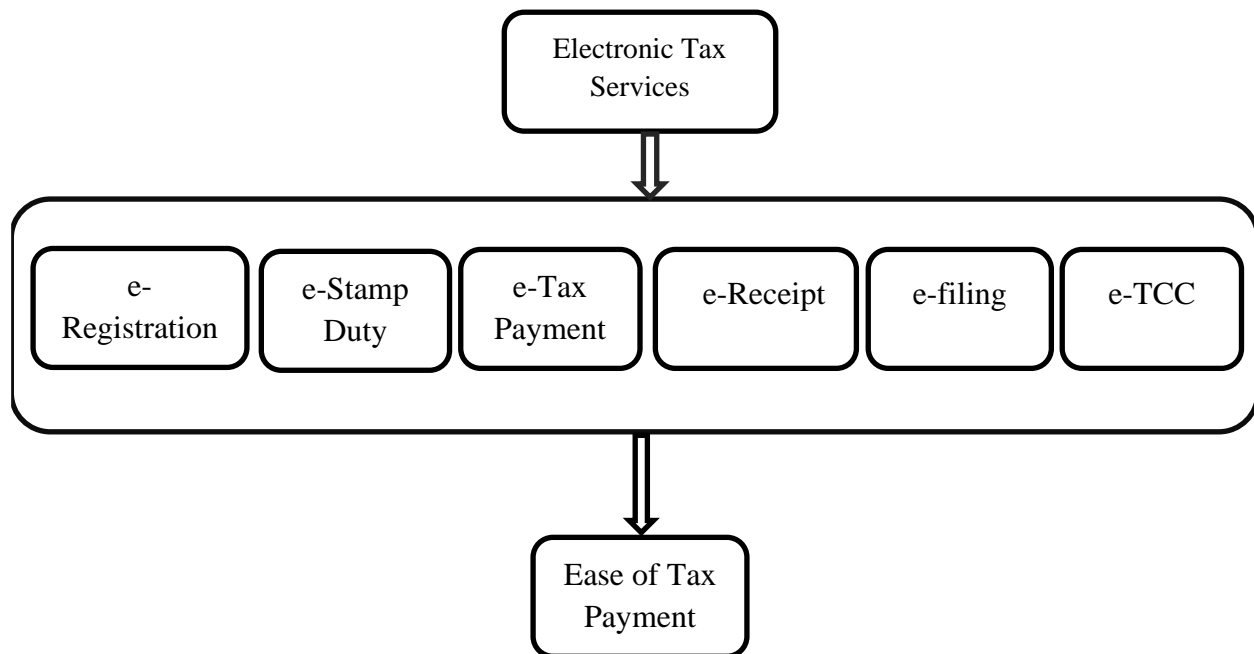 Electronic Tax
Services
e-
Registration
e-Stamp
Duty
e-Tax
Payment
e-Receipt
e-filing
e-TCC
Ease of Tax
Payment